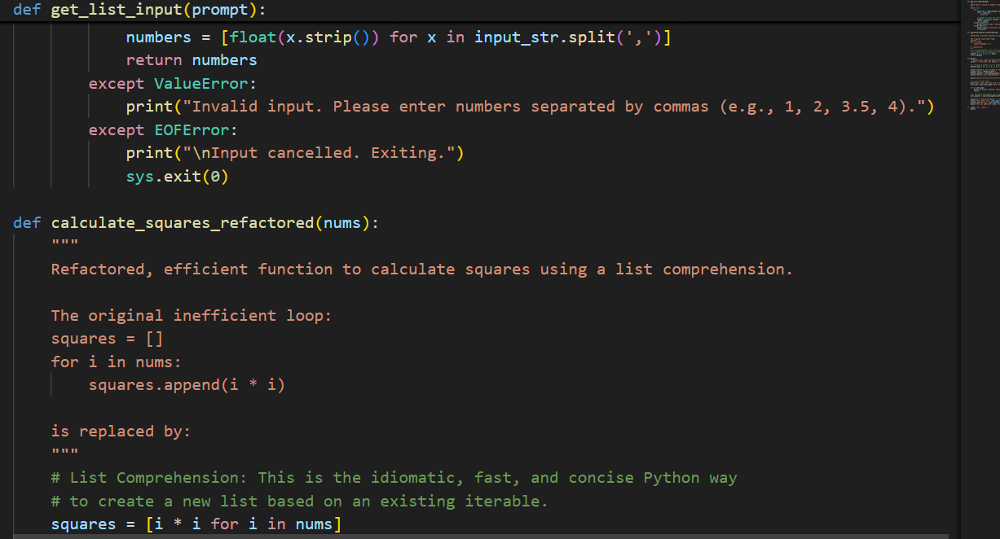 def get_list_input(prompt):
            numbers = [float(x.strip()) for x in input_str.split(',')]
            return numbers
        except ValueError:
            print("Invalid input. Please enter numbers separated by commas (e.g., 1, 2, 3.5, 4).")
        except EOFError:
            print("\nInput cancelled. Exiting.")
            sys.exit(0)

def calculate_squares_refactored(nums):
    """
    Refactored, efficient function to calculate squares using a list comprehension.

    The original inefficient loop:
    squares = []
    for i in nums:
        squares.append(i * i)

    is replaced by:
    """
    # List Comprehension: This is the idiomatic, fast, and concise Python way
    # to create a new list based on an existing iterable.
    squares = [i * i for i in nums]